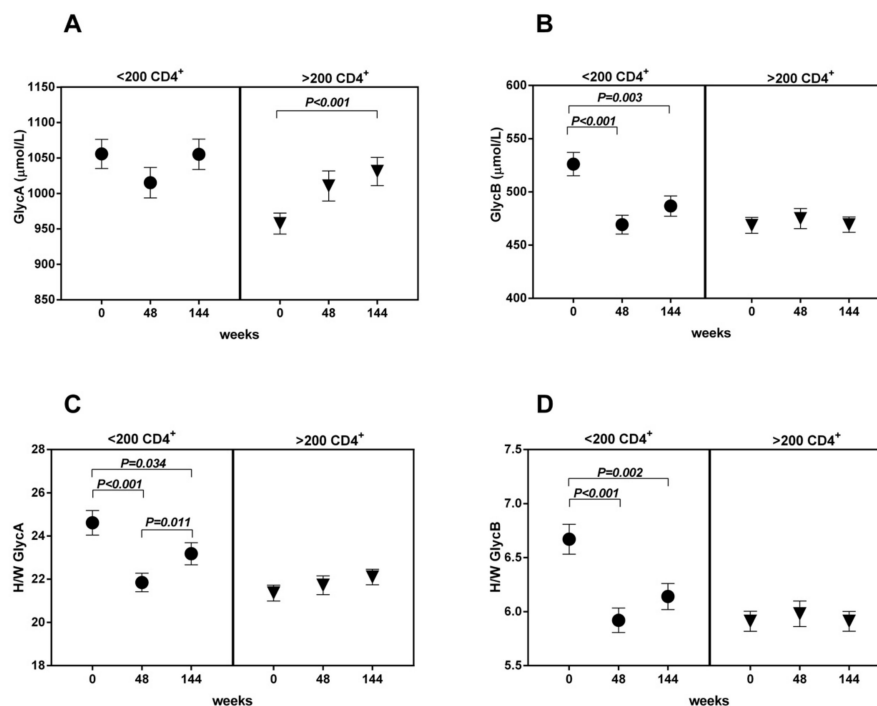 A
<200 CD4+ >200 CD4+
1150
1100
1050
1000
950
900
850
GlycA (μmol/L)
P<0.001
0 48 144 0 48 144
weeks
B
<200 CD4+ >200 CD4+
600
550
500
450
400
GlycB (μmol/L)
P=0.003
P<0.001
0 48 144 0 48 144
weeks
C
<200 CD4+ >200 CD4+
28
26
24
22
20
18
H/W GlycA
P=0.034
P<0.001
P=0.011
0 48 144 0 48 144
weeks
D
<200 CD4+ >200 CD4+
7.5
7.0
6.5
6.0
5.5
H/W GlycB
P=0.002
P<0.001
0 48 144 0 48 144
weeks